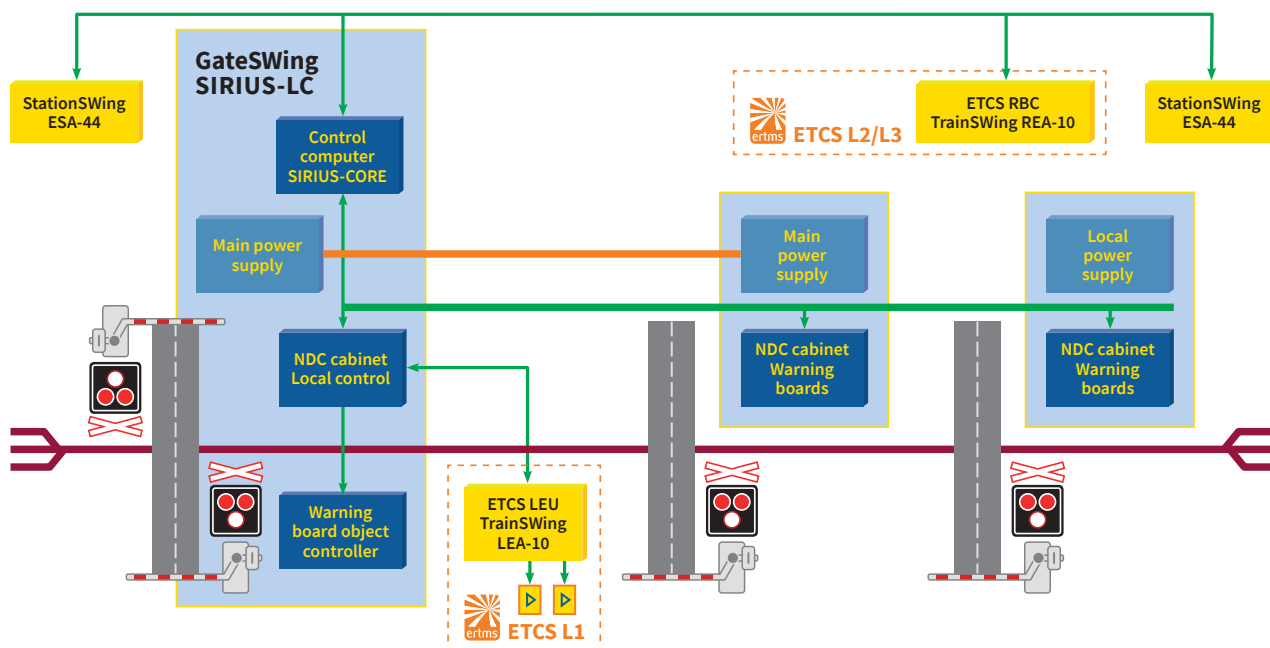 GateSWing
SIRIUS-LC
StationSWing
ESA-44
Control
computer
SIRIUS-CORE
ertms
ETCS L2/L3
ETCS RBC
TrainSWing REA-10
StationSWing
ESA-44
Main power
supply
Main
power
supply
Local
power
supply
NDC cabinet
Local control
NDC cabinet
Warning
boards
NDC cabinet
Warning
boards
Warning
board object
controller
ETCS LEU
TrainSWing
LEA-10
ertms
ETCS L1